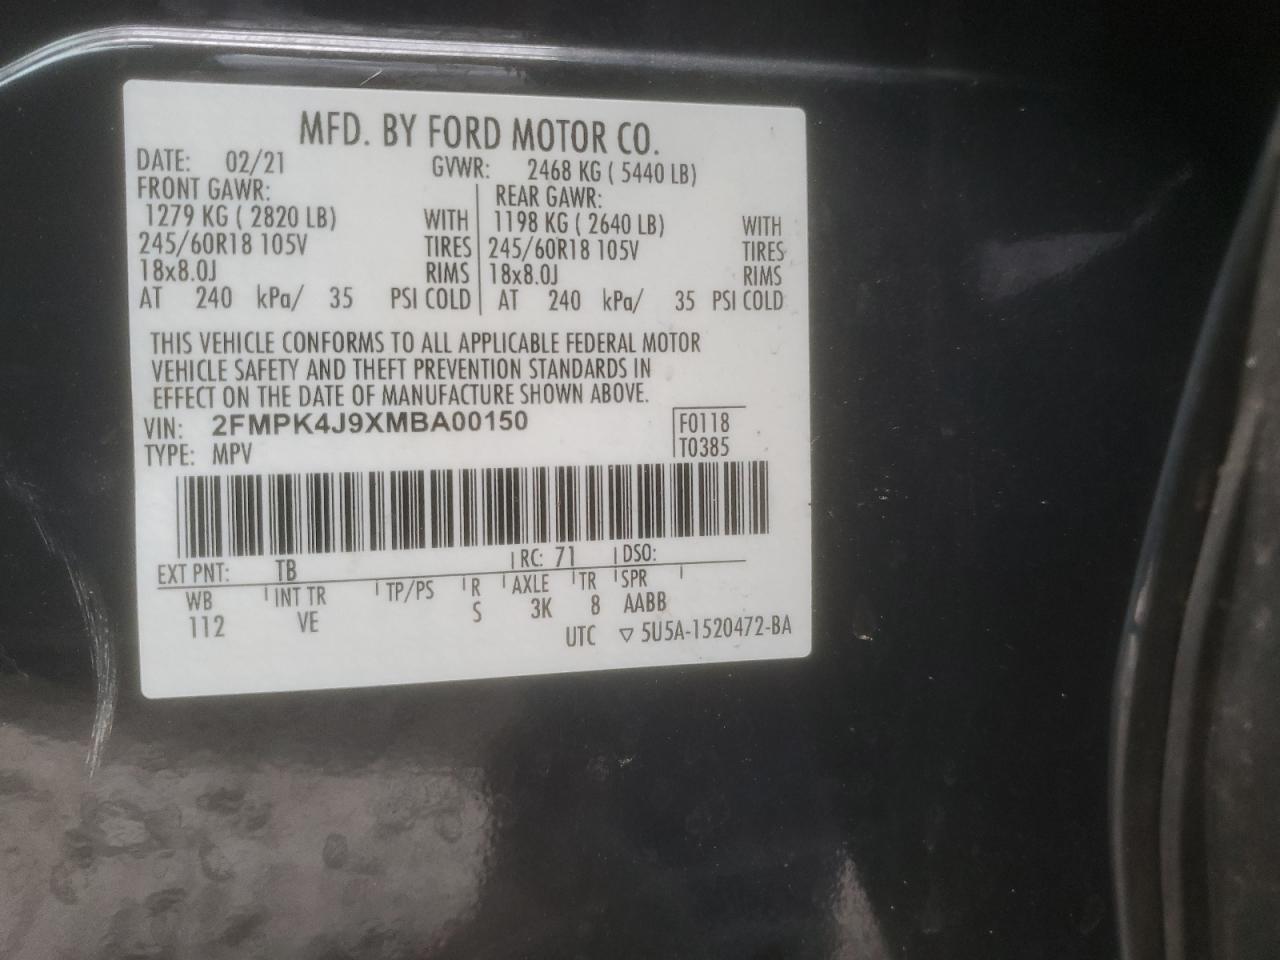 MFD. BY FORD MOTOR CO.
DATE: 02/21 GVWR: 2468 KG ( 5440 LB)
FRONT GAWR: REAR GAWR:
1279 KG ( 2820 LB) WITH 1198 KG ( 2640 LB) WITH
245/60R18 105V TIRES 245/60R18 105V TIRES
18x8.0J RIMS 18x8.0J RIMS
AT 240 kPa/ 35 PSI COLD AT 240 kPa/ 35 PSI COLD
THIS VEHICLE CONFORMS TO ALL APPLICABLE FEDERAL MOTOR
VEHICLE SAFETY AND THEFT PREVENTION STANDARDS IN
EFFECT ON THE DATE OF MANUFACTURE SHOWN ABOVE.
VIN: 2FMPK4J9XMBA00150 F0118
TYPE: MPV T0385
EXT PNT: TB RC: 71 DSO:
WB INT TR TP/PS R AXLE TR SPR
112 VE S 3K 8 AABB
UTC ▽ 5U5A-1520472-BA